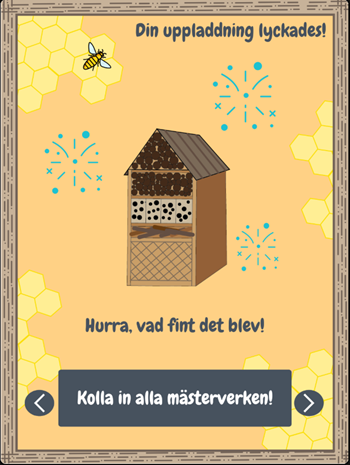 Din uppladdning lyckades!
Hurra, vad fint det blev!
Kolla in alla mästerverken!